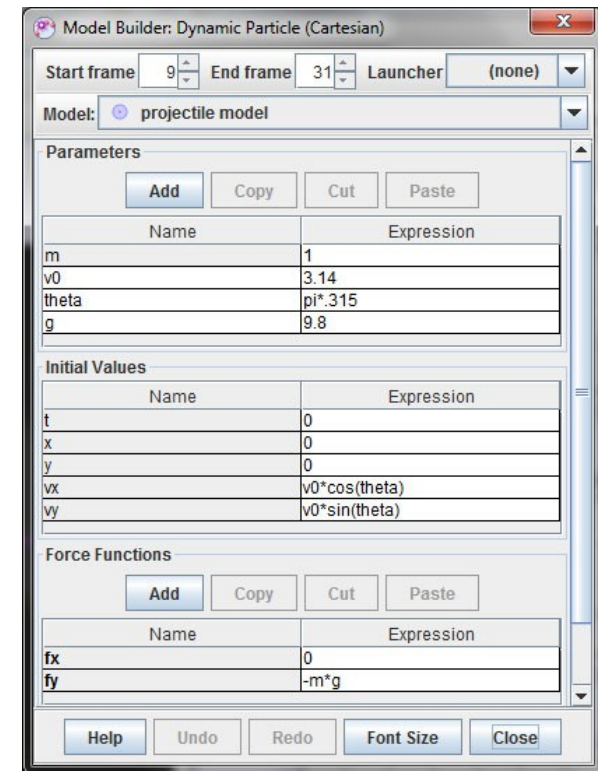 Model Builder: Dynamic Particle (Cartesian)
Start frame 9 End frame 31 Launcher (none)
Model: projectile model
Parameters
Add Copy Cut Paste
Name Expression
m 1
v0 3.14
theta pi*.315
g 9.8
Initial Values
Name Expression
t 0
x 0
y 0
vx v0*cos(theta)
vy v0*sin(theta)
Force Functions
Add Copy Cut Paste
Name Expression
fx 0
fy -m*g
Help Undo Redo Font Size Close